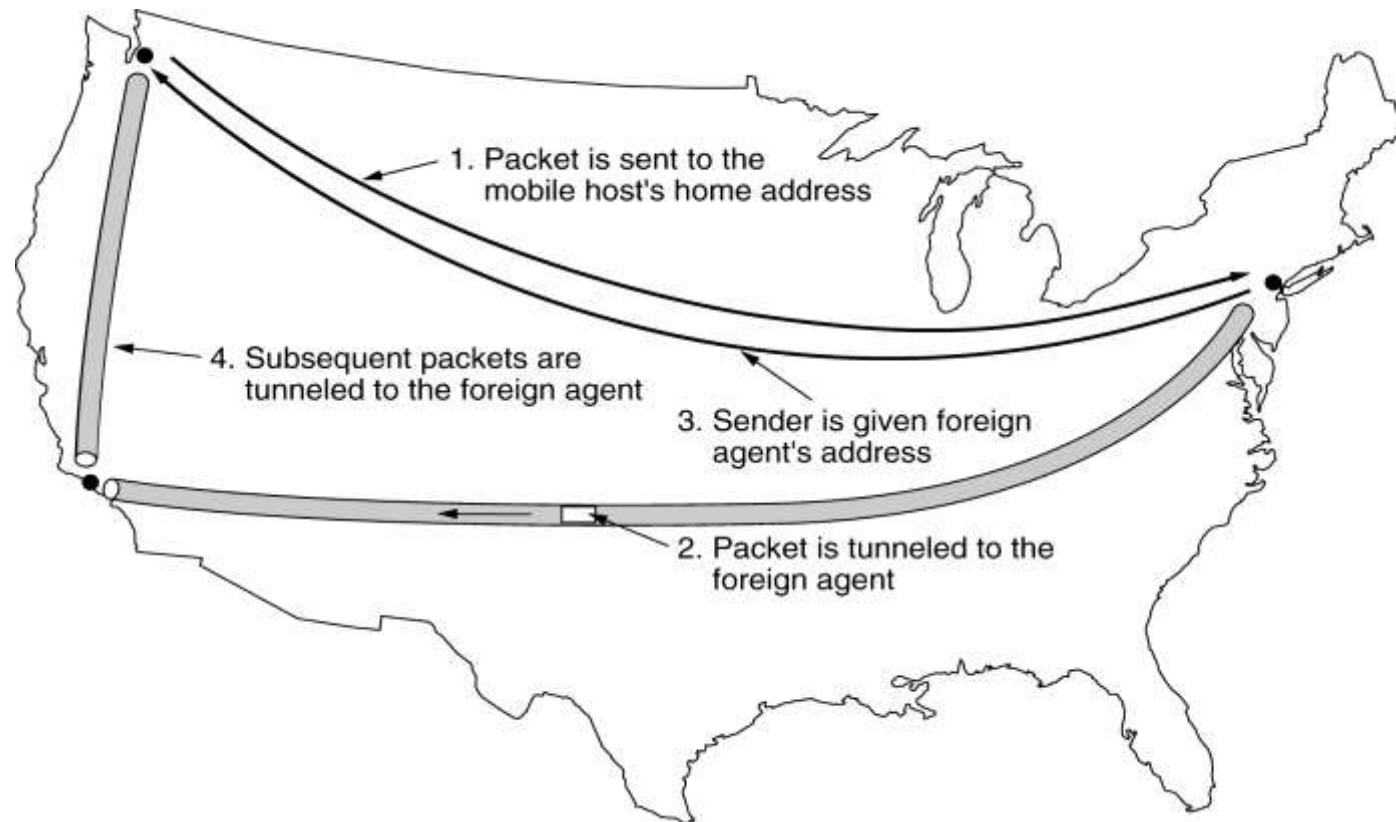 1. Packet is sent to the
mobile host's home address
4. Subsequent packets are
tunneled to the foreign agent
3. Sender is given foreign
agent's address
2. Packet is tunneled to the
foreign agent